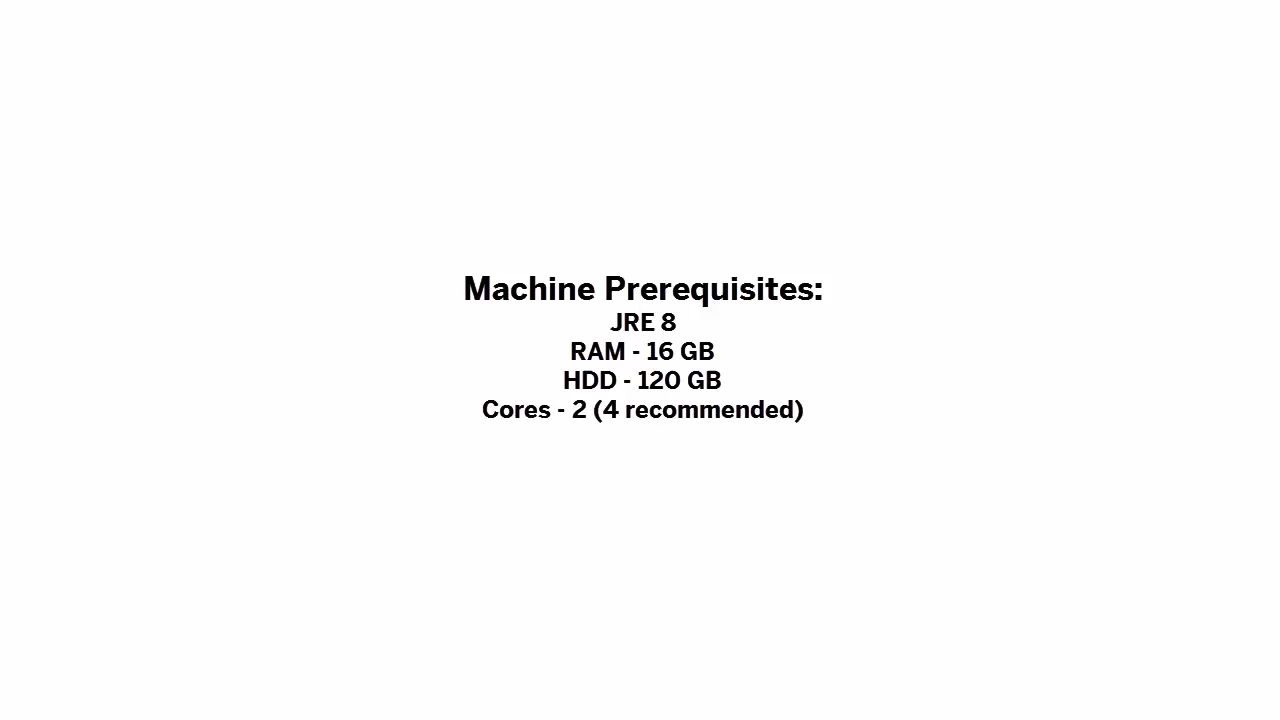 Machine Prerequisites:
JRE 8
RAM - 16 GB
HDD - 120 GB
Cores - 2 (4 recommended)